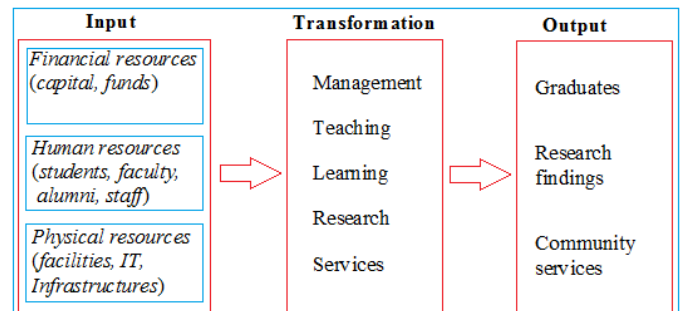 Input
Financial resources
(capital, funds)
Human resources
(students, faculty,
alumni, staff)
Physical resources
(facilities, IT,
Infrastructures)
Transformation
Management
Teaching
Learning
Research
Services
Output
Graduates
Research
findings
Community
services